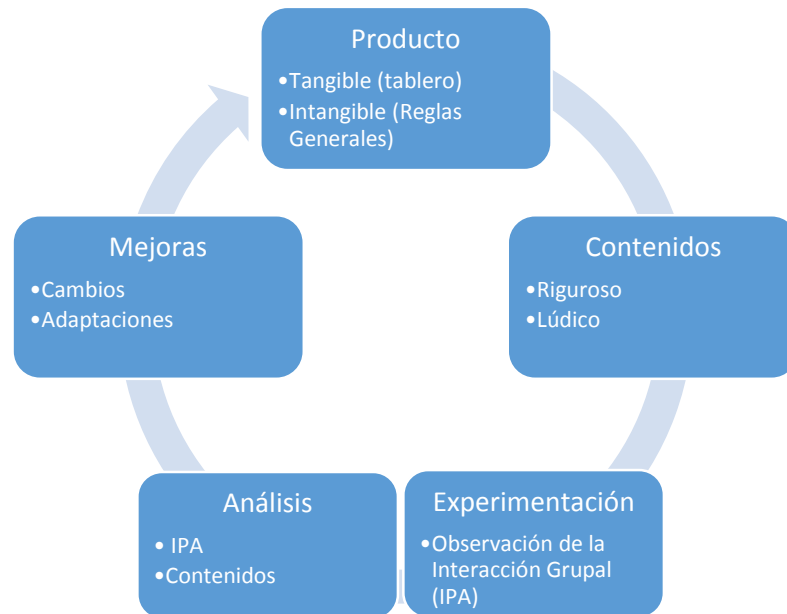 Producto
•Tangible (tablero)
•Intangible (Reglas
Generales)
Contenidos
•Riguroso
•Lúdico
Experimentación
•Observación de la
Interacción Grupal
(IPA)
Análisis
• IPA
•Contenidos
Mejoras
•Cambios
•Adaptaciones